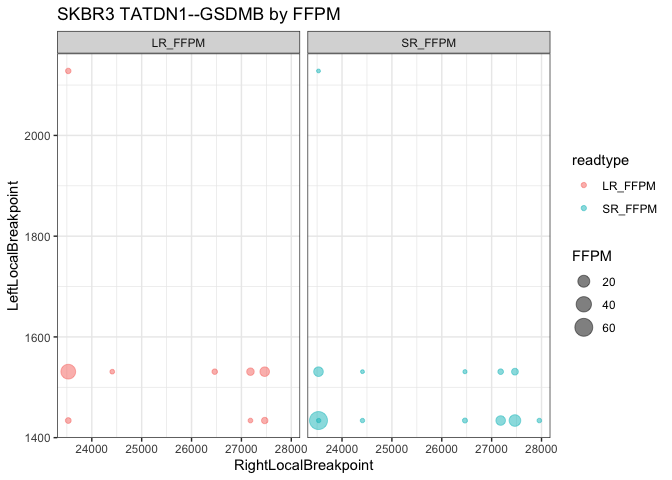 SKBR3 TATDN1--GSDMB by FFPM
LR_FFPM
SR_FFPM
2000
1800
1600
1400
LeftLocalBreakpoint
24000
25000
26000
27000
28000
24000
25000
26000
27000
28000
RightLocalBreakpoint
readtype
LR_FFPM
SR_FFPM
FFPM
20
40
60